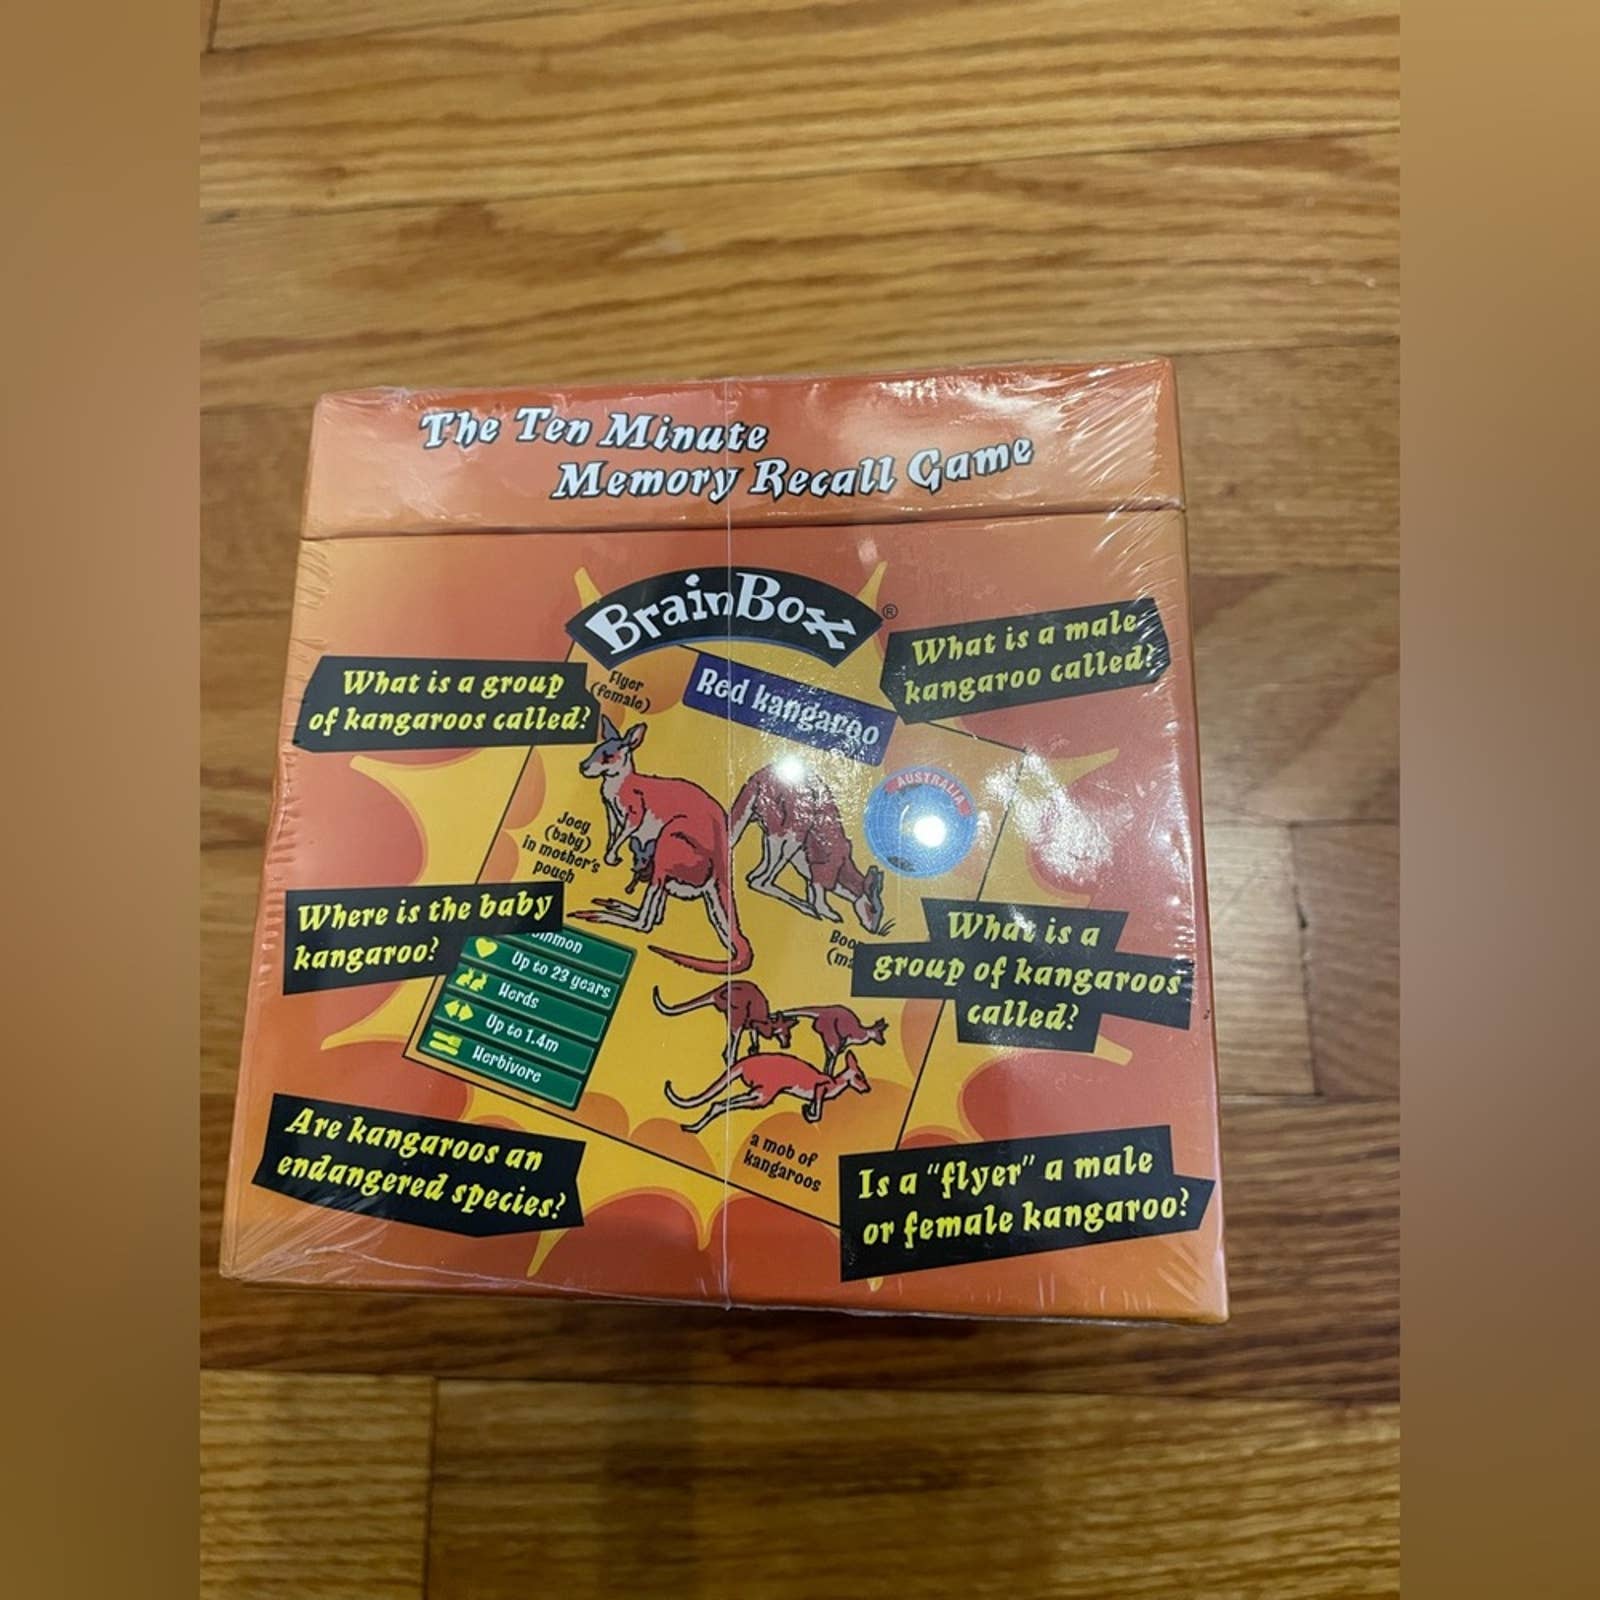 The Ten Minute
Memory Recall Game
BrainBox®
What is a group
of kangaroos called?
Flyer
(female)
Red kangaroo
What is a male
kangaroo called?
AUSTRALIA
Joey
(baby)
in mother's
pouch
Where is the baby
kangaroo?
Up to 23 years
Herds
Up to 1.4m
Herbivore
What is a
group of kangaroos
called?
a mob of
kangaroos
Are kangaroos an
endangered species?
Is a "flyer" a male
or female kangaroo?